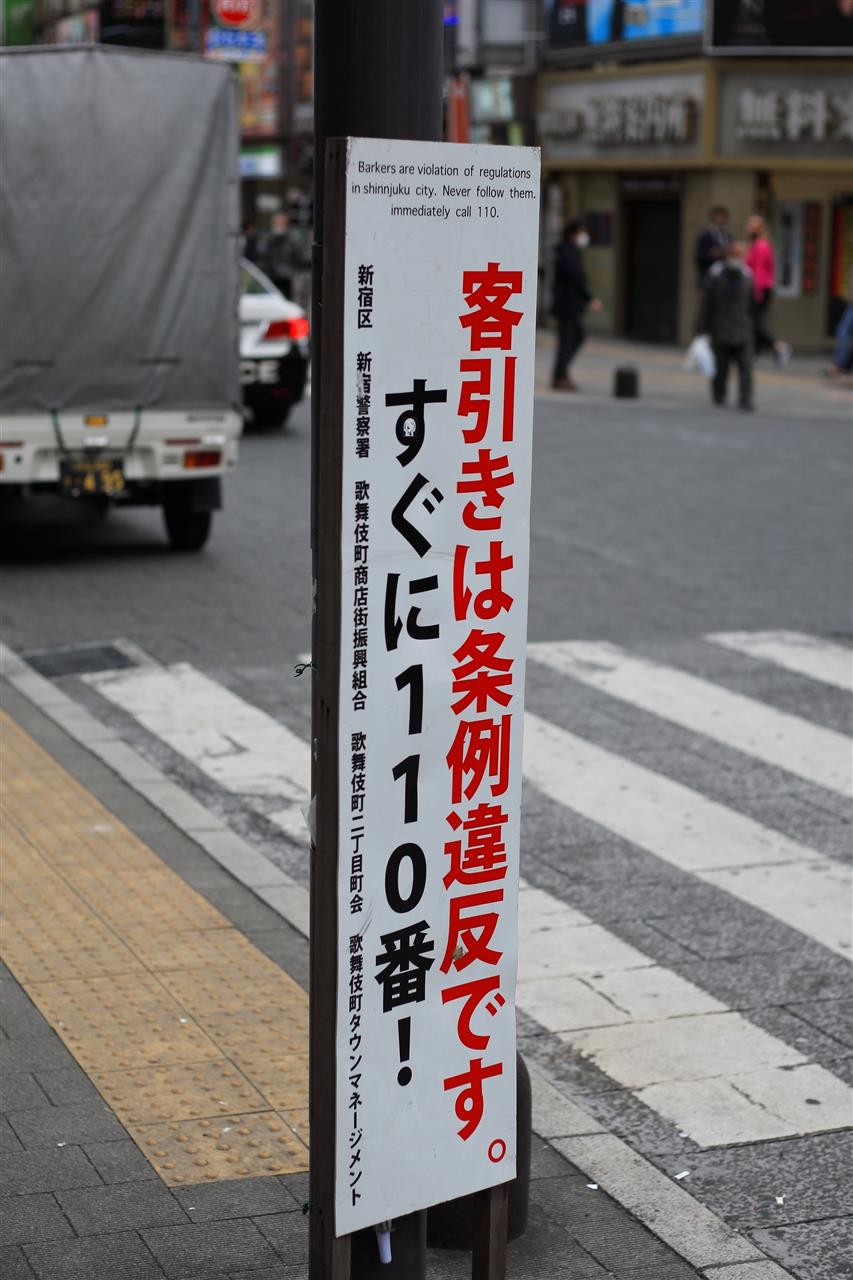 Barkers are violation of regulations
in shinnjuku city. Never follow them.
immediately call 110.
客引きは条例違反です。
すぐに110番！
新宿区 新宿警察署 歌舞伎町商店街振興組合 歌舞伎町二丁目町会 歌舞伎町タウンマネージメント
無料案